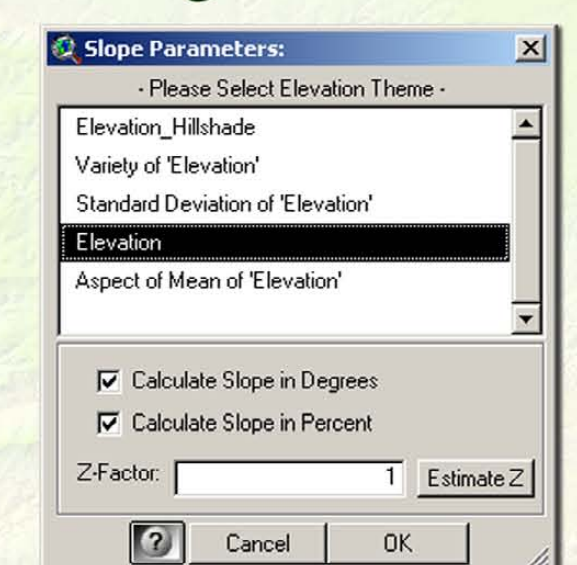 Slope Parameters:
- Please Select Elevation Theme -
Elevation_Hillshade
Variety of 'Elevation'
Standard Deviation of 'Elevation'
Elevation
Aspect of Mean of 'Elevation'
Calculate Slope in Degrees
Calculate Slope in Percent
Z-Factor: 1 Estimate Z
? Cancel OK